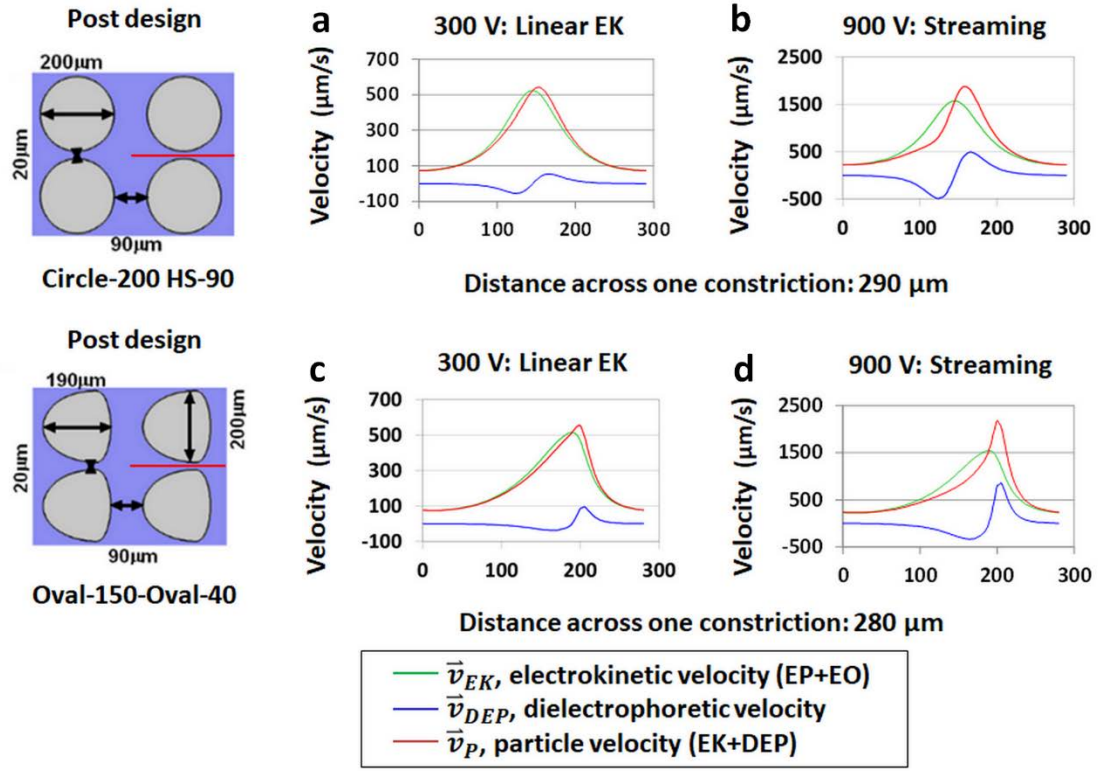 Post design
200µm
20µm
90µm
Circle-200 HS-90
a
300 V: Linear EK
Velocity (µm/s)
700
500
300
100
-100
0
100
200
300
b
900 V: Streaming
Velocity (µm/s)
2500
1500
500
-500
0
100
200
300
Distance across one constriction: 290 µm
Post design
190µm
200µm
20µm
90µm
Oval-150-Oval-40
c
300 V: Linear EK
Velocity (µm/s)
700
500
300
100
-100
0
100
200
300
d
900 V: Streaming
Velocity (µm/s)
2500
1500
500
-500
0
100
200
300
Distance across one constriction: 280 µm
v⃗EK, electrokinetic velocity (EP+EO)
v⃗DEP, dielectrophoretic velocity
v⃗P, particle velocity (EK+DEP)